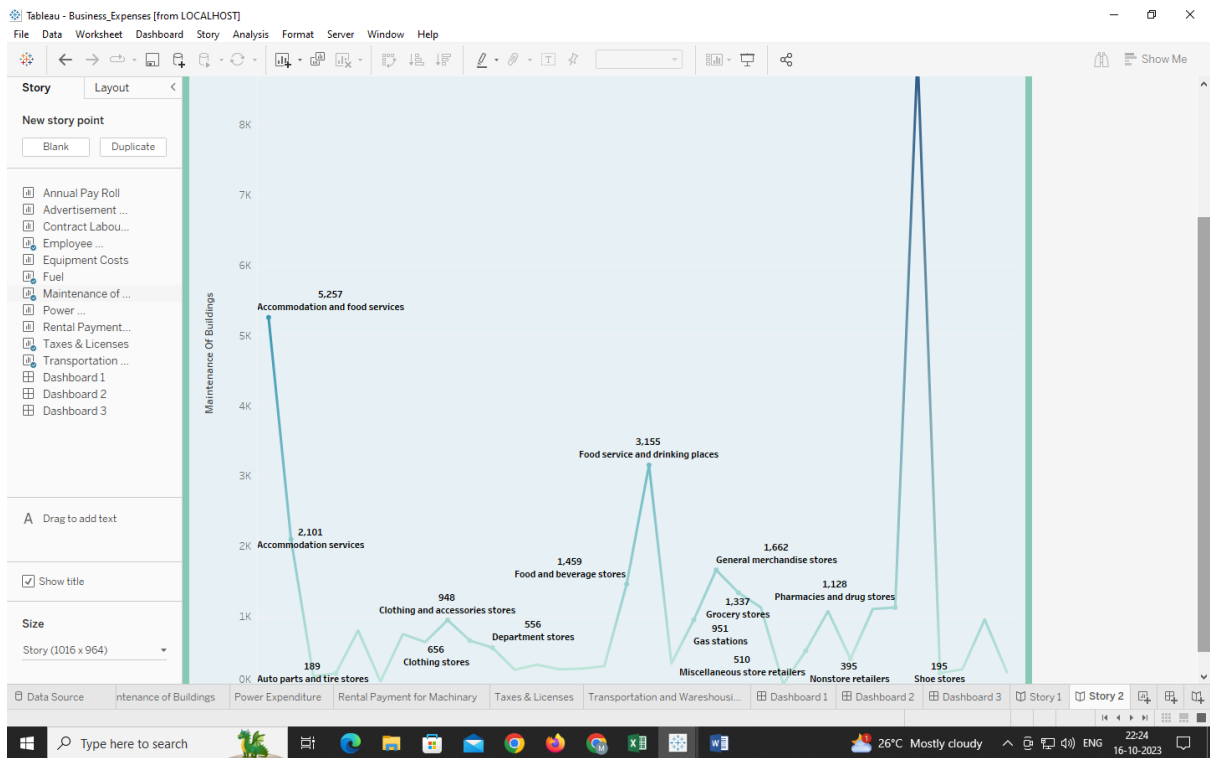 Tableau - Business_Expenses [from LOCALHOST]
File Data Worksheet Dashboard Story Analysis Format Server Window Help
Show Me
Story Layout
New story point
Blank Duplicate
Annual Pay Roll
Advertisement ...
Contract Labou...
Employee ...
Equipment Costs
Fuel
Maintenance of ...
Power ...
Rental Payment...
Taxes & Licenses
Transportation ...
Dashboard 1
Dashboard 2
Dashboard 3
A Drag to add text
Show title
Size
Story (1016 x 964)
Maintenance Of Buildings
8K
7K
6K
5K
4K
3K
2K
1K
0K
5,257
Accommodation and food services
3,155
Food service and drinking places
2,101
Accommodation services
1,662
General merchandise stores
1,459
Food and beverage stores
1,128
Pharmacies and drug stores
948
Clothing and accessories stores
1,337
Grocery stores
556
Department stores
951
Gas stations
656
Clothing stores
510
Miscellaneous store retailers
189
Auto parts and tire stores
395
Nonstore retailers
195
Shoe stores
Data Source ntenance of Buildings Power Expenditure Rental Payment for Machinary Taxes & Licenses Transportation and Warehousi... Dashboard 1 Dashboard 2 Dashboard 3 Story 1 Story 2
Type here to search
26°C Mostly cloudy ENG
22:24
16-10-2023